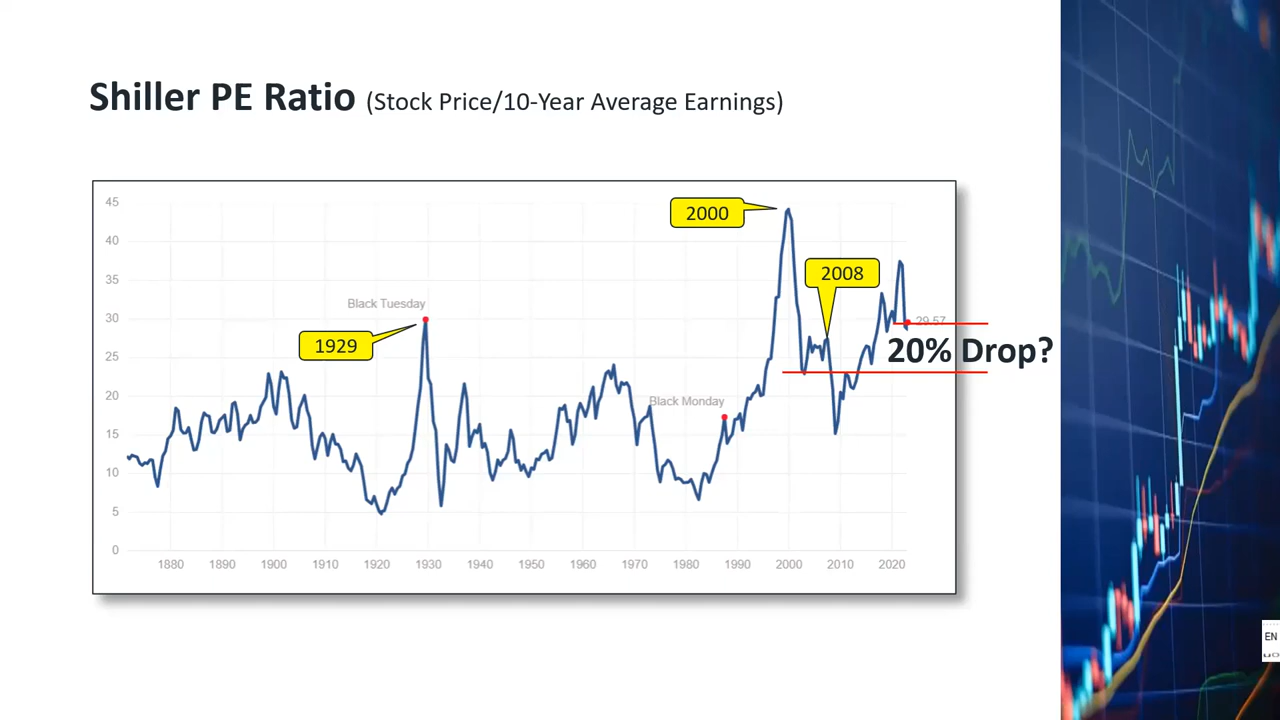 Shiller PE Ratio (Stock Price/10-Year Average Earnings)
45
2000
40
2008
35
Black Tuesday
30
29.57
1929
20% Drop?
25
20
Black Monday
15
10
5
0
1880 1890 1900 1910 1920 1930 1940 1950 1960 1970 1980 1990 2000 2010 2020
EN